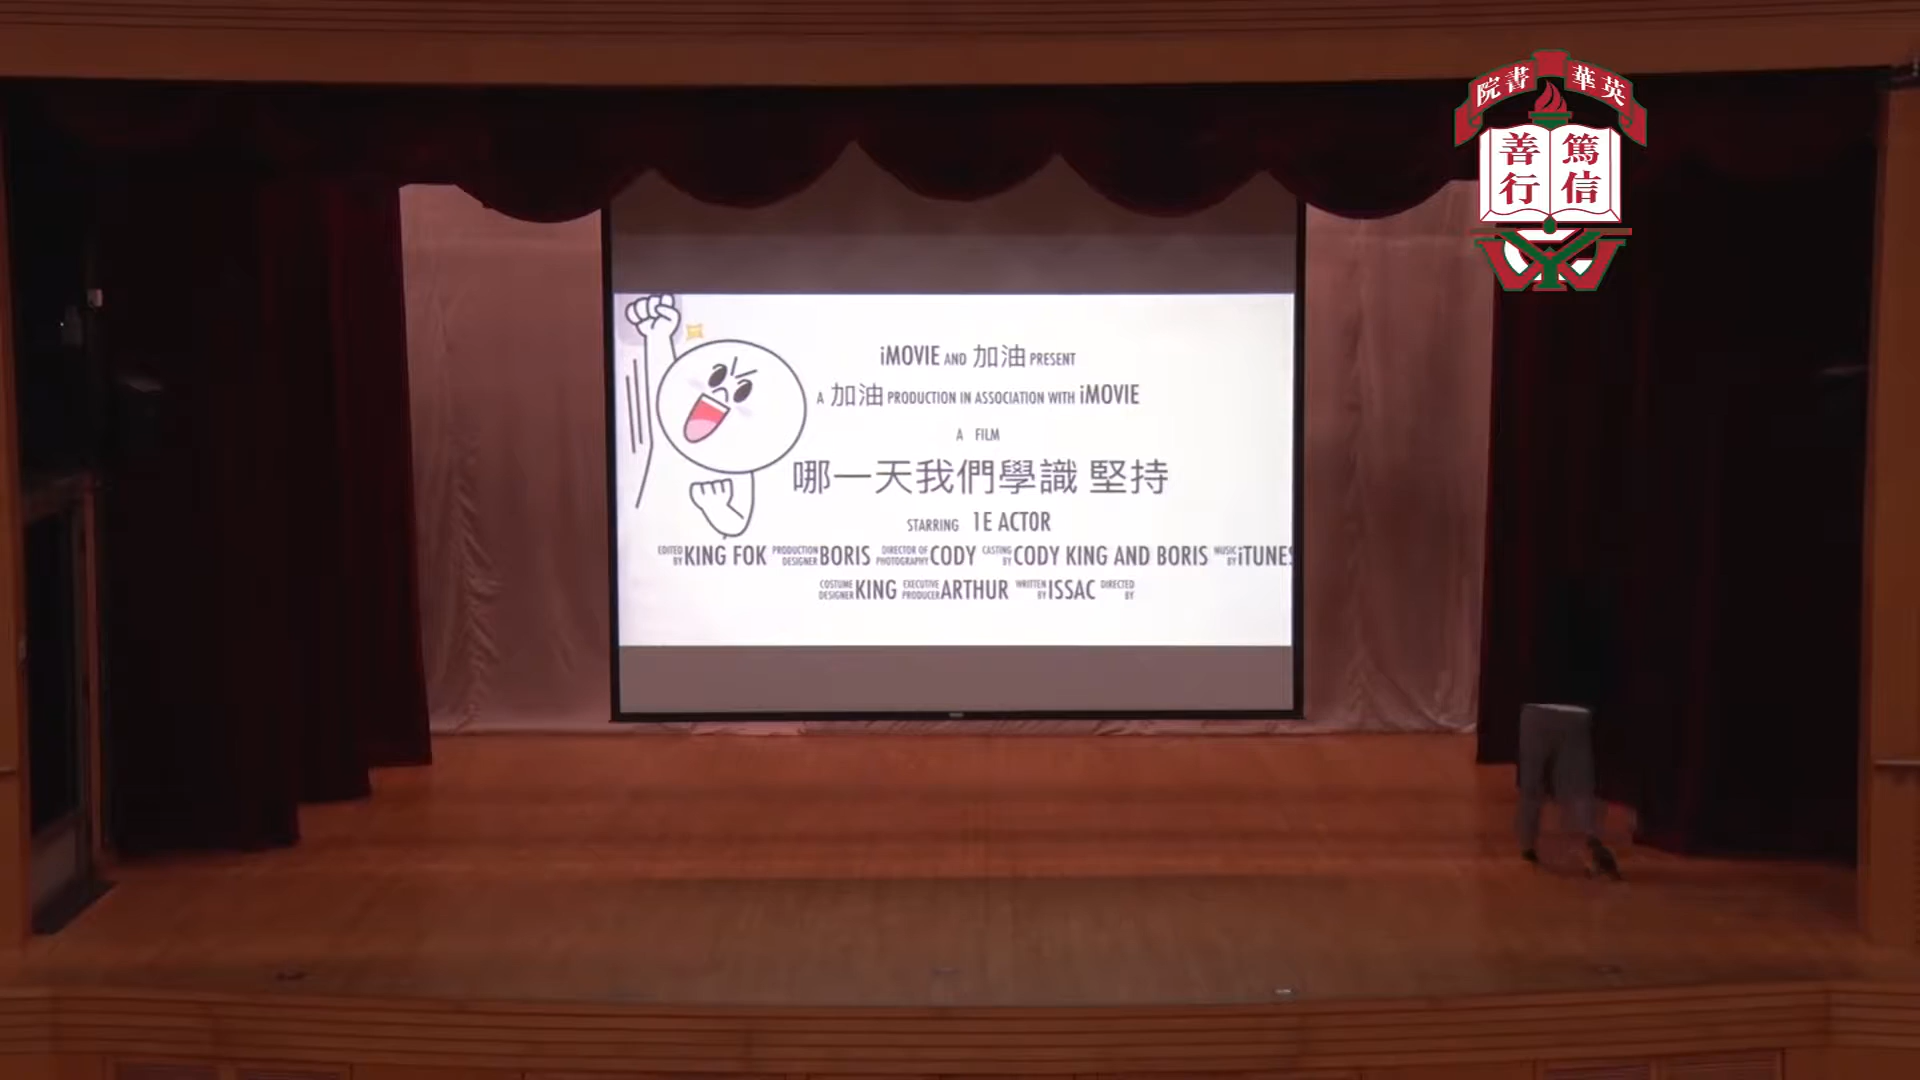 院書 華英
善 篤
行 信
iMOVIE AND 加油 PRESENT
A 加油 PRODUCTION IN ASSOCIATION WITH iMOVIE
A FILM
哪一天我們學識 堅持
STARRING 1E ACTOR
EDITED BY KING FOK PRODUCTION DESIGNER BORIS DIRECTOR OF PHOTOGRAPHY CODY CASTING BY CODY KING AND BORIS MUSIC BY iTUNES
COSTUME DESIGNER KING EXECUTIVE PRODUCER ARTHUR WRITTEN BY ISSAC DIRECTED BY